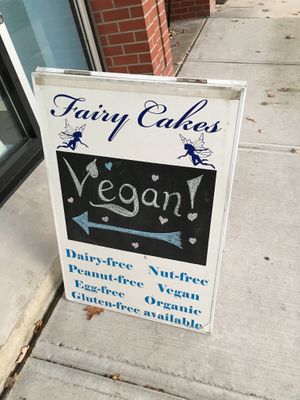 Fairy Cakes
Vegan!
Dairy-free Nut-free
Peanut-free Vegan
Egg-free Organic
Gluten-free available